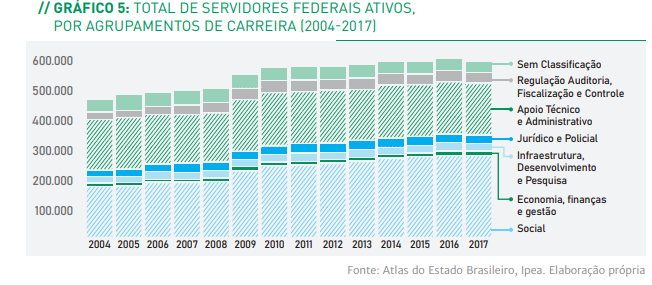 // GRÁFICO 5: TOTAL DE SERVIDORES FEDERAIS ATIVOS,
POR AGRUPAMENTOS DE CARREIRA (2004-2017)
600.000
500.000
400.000
300.000
200.000
100.000
2004 2005 2006 2007 2008 2009 2010 2011 2012 2013 2014 2015 2016 2017
Sem Classificação
Regulação Auditoria,
Fiscalização e Controle
Apoio Técnico
e Administrativo
Jurídico e Policial
Infraestrutura,
Desenvolvimento
e Pesquisa
Economia, finanças
e gestão
Social
Fonte: Atlas do Estado Brasileiro, Ipea. Elaboração própria